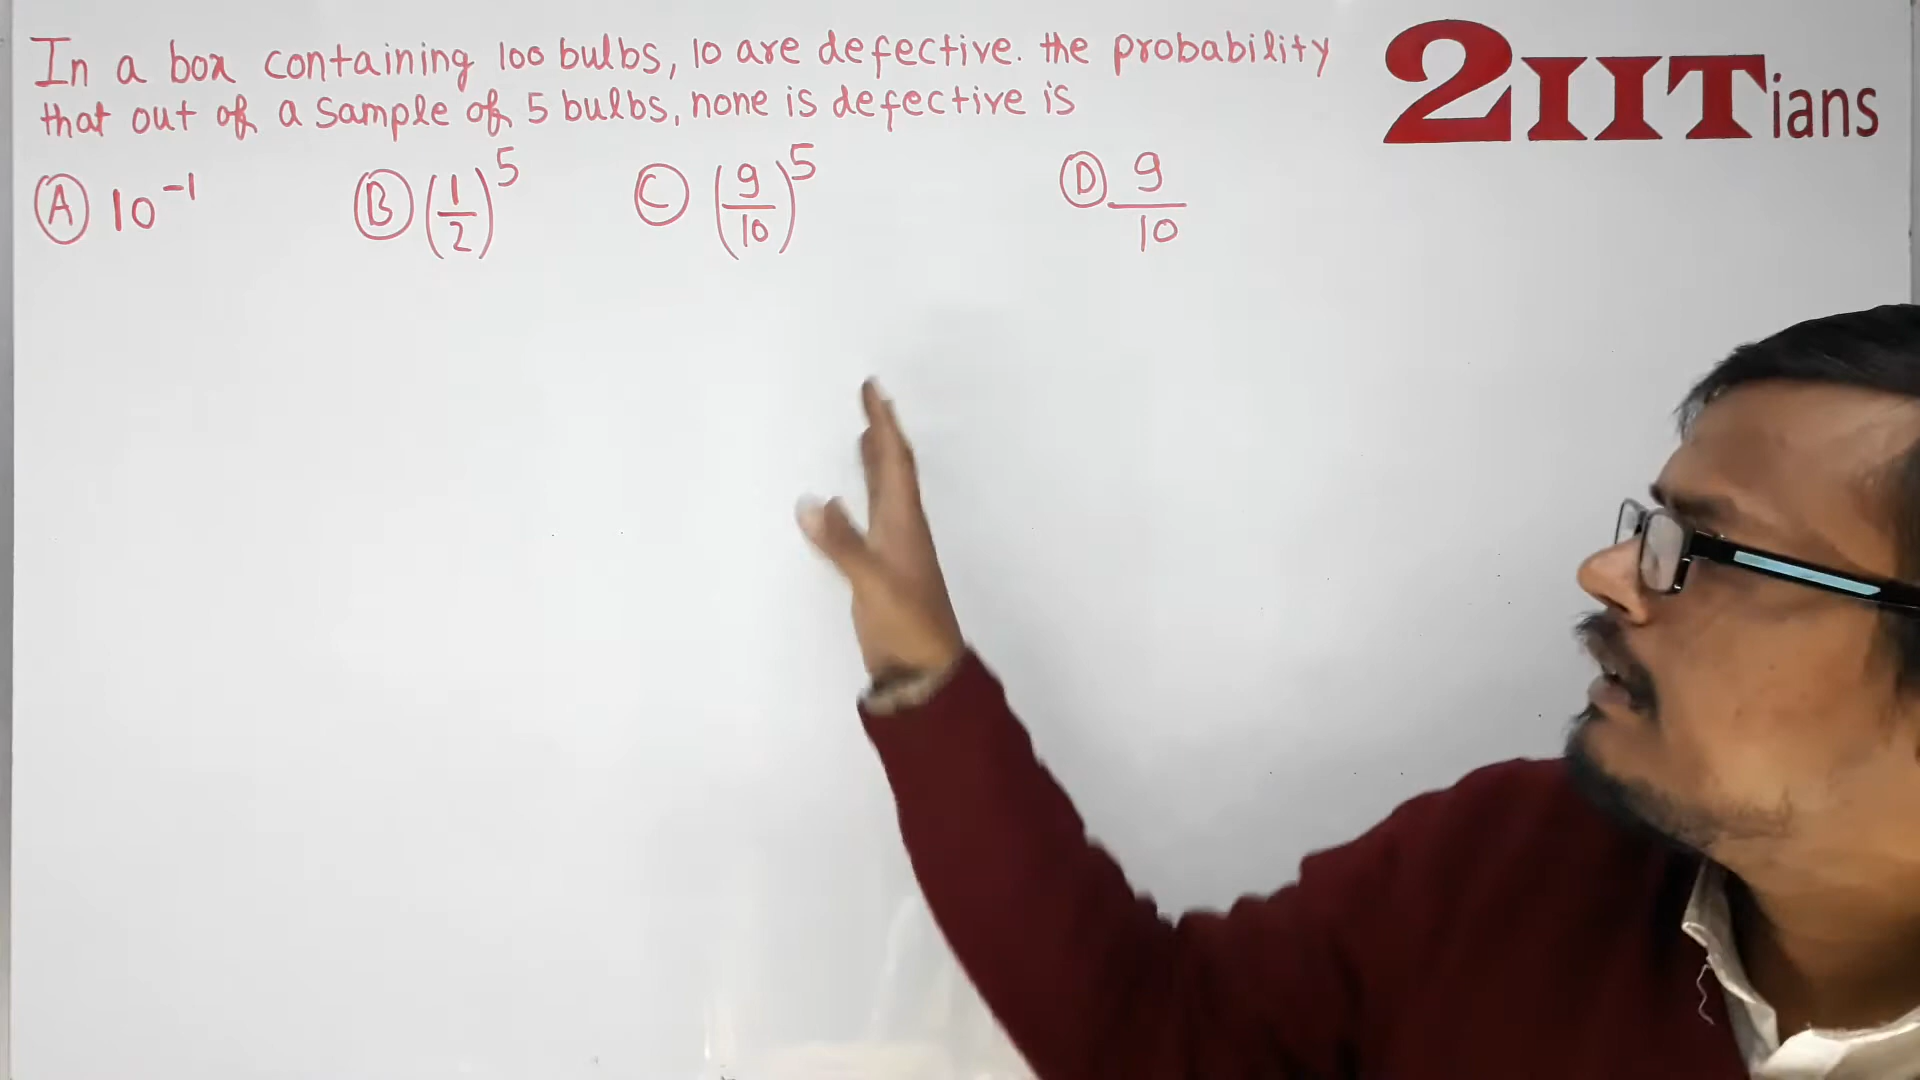 In a box containing 100 bulbs, 10 are defective. the probability
that out of a sample of 5 bulbs, none is defective is
(A) 10⁻¹ (B) (1/2)⁵ (C) (9/10)⁵ (D) 9/10
2IITians